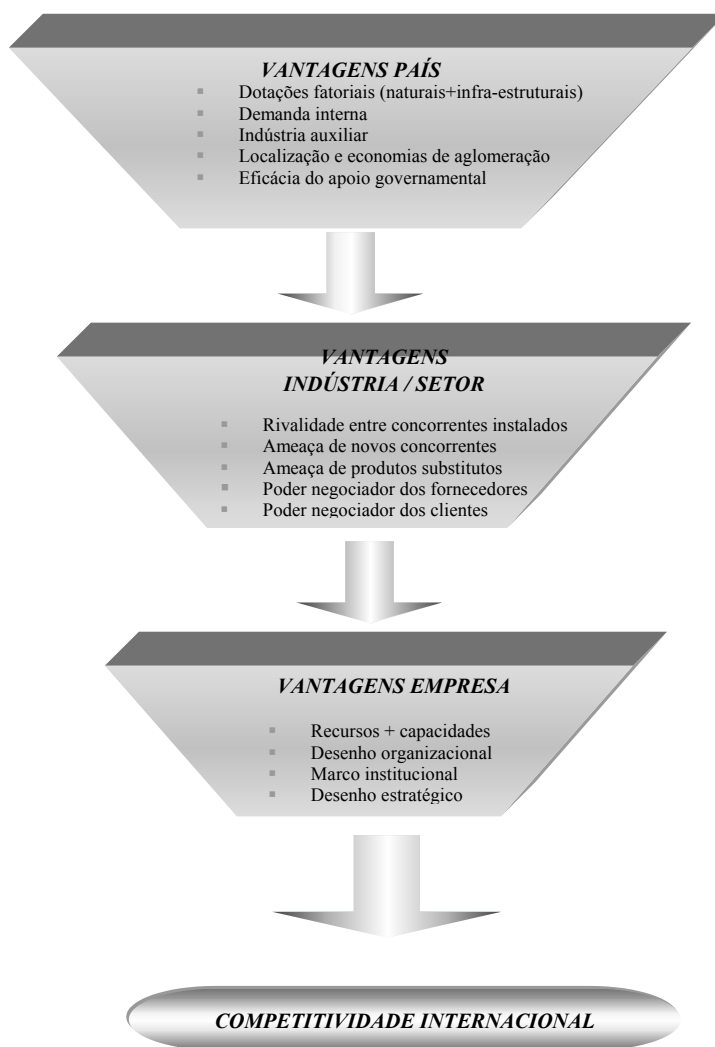 VANTAGENS PAÍS
▪ Dotações fatoriais (naturais+infra-estruturais)
▪ Demanda interna
▪ Indústria auxiliar
▪ Localização e economias de aglomeração
▪ Eficácia do apoio governamental
VANTAGENS
INDÚSTRIA / SETOR
▪ Rivalidade entre concorrentes instalados
▪ Ameaça de novos concorrentes
▪ Ameaça de produtos substitutos
▪ Poder negociador dos fornecedores
▪ Poder negociador dos clientes
VANTAGENS EMPRESA
▪ Recursos + capacidades
▪ Desenho organizacional
▪ Marco institucional
▪ Desenho estratégico
COMPETITIVIDADE INTERNACIONAL